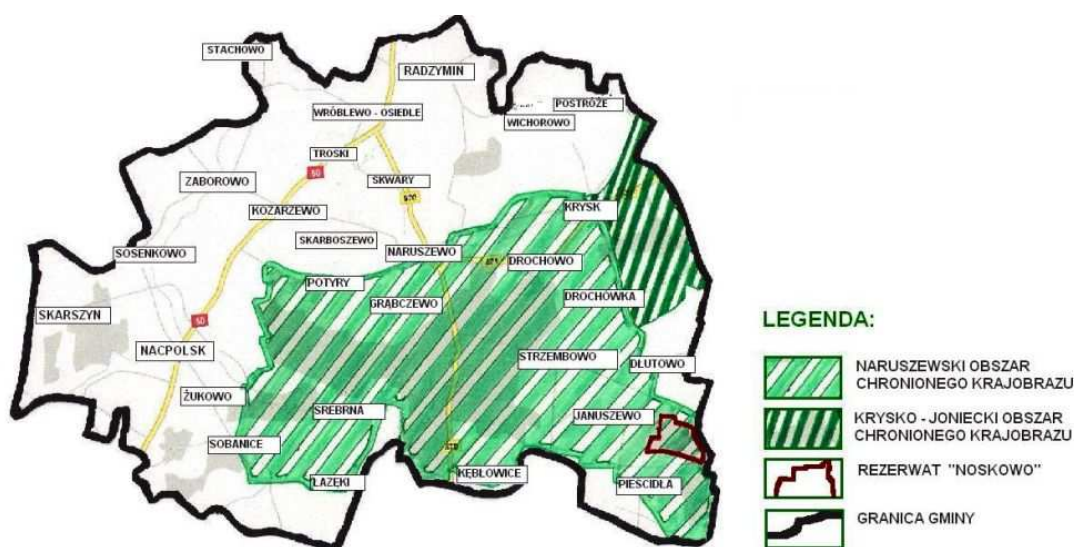 STACHOWO
RADZYMIN
WRÓBLEWO - OSIEDLE
POSTRÓŻE
WICHOROWO
TROSKI
50
ZABOROWO
SKWARY
KOZARZEWO
KRYSK
SKARBOSZEWO
NARUSZEWO
SOSENKOWO
DROCHOWO
POTYRY
GRĄBCZEWO
DROCHÓWKA
SKARSZYN
50
NACPOLSK
STRZEMBOWO
DŁUTOWO
ŻUKOWO
SREBRNA
JANUSZEWO
SOBANICE
ŁAZĘKI
KĘBŁOWICE
PIEŚCIDŁA
LEGENDA:
NARUSZEWSKI OBSZAR
CHRONIONEGO KRAJOBRAZU
KRYSKO - JONIECKI OBSZAR
CHRONIONEGO KRAJOBRAZU
REZERWAT "NOSKOWO"
GRANICA GMINY